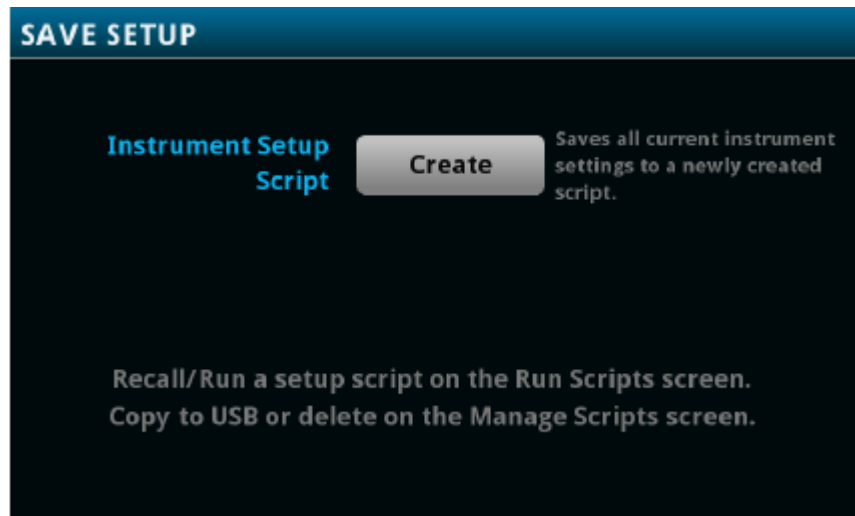 SAVE SETUP
Instrument Setup
Script
Create
Saves all current instrument
settings to a newly created
script.
Recall/Run a setup script on the Run Scripts screen.
Copy to USB or delete on the Manage Scripts screen.